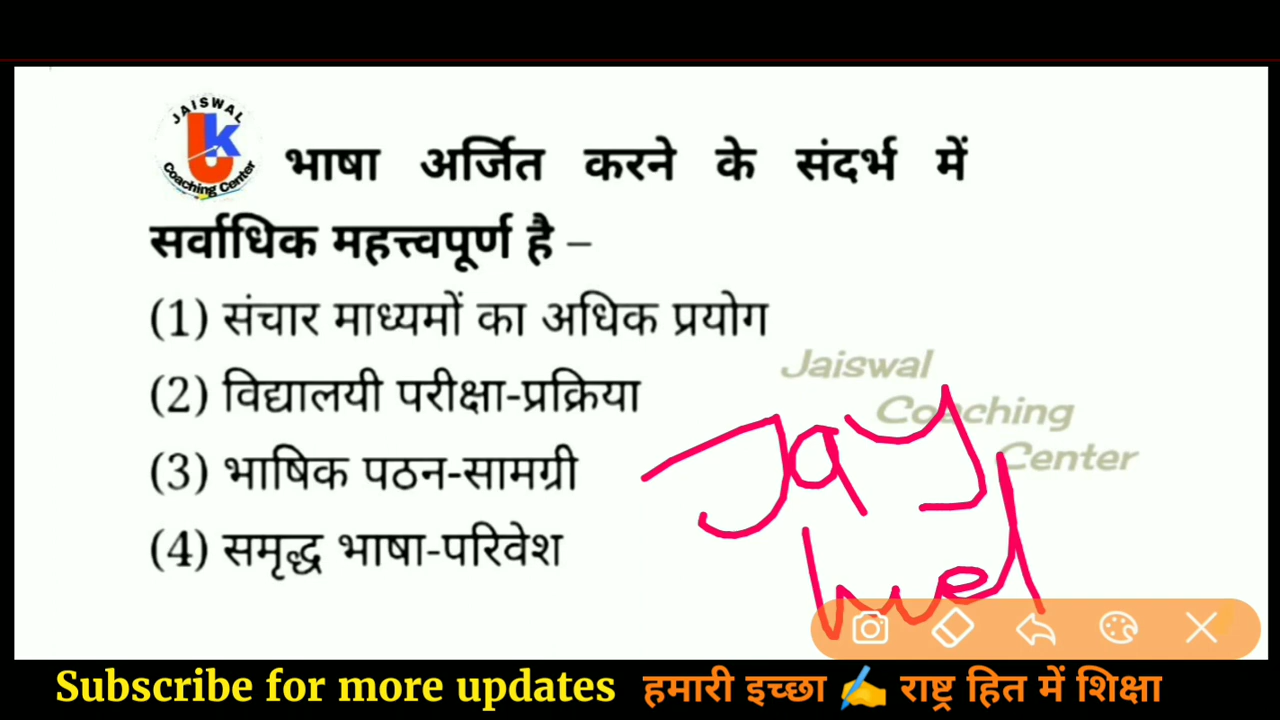 JAISWAL
Coaching Center
भाषा अर्जित करने के संदर्भ में
सर्वाधिक महत्त्वपूर्ण है –
(1) संचार माध्यमों का अधिक प्रयोग
(2) विद्यालयी परीक्षा-प्रक्रिया
(3) भाषिक पठन-सामग्री
(4) समृद्ध भाषा-परिवेश
Jaiswal
Coaching
Center
Subscribe for more updates हमारी इच्छा ✍️ राष्ट्र हित में शिक्षा